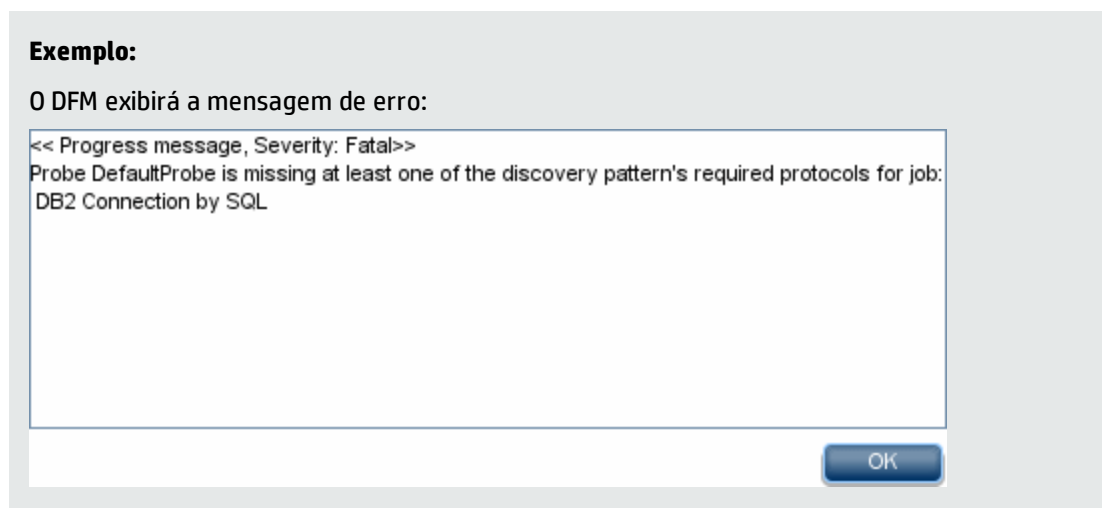 Exemplo:
O DFM exibirá a mensagem de erro:
<< Progress message, Severity: Fatal>>
Probe DefaultProbe is missing at least one of the discovery pattern's required protocols for job:
DB2 Connection by SQL
OK